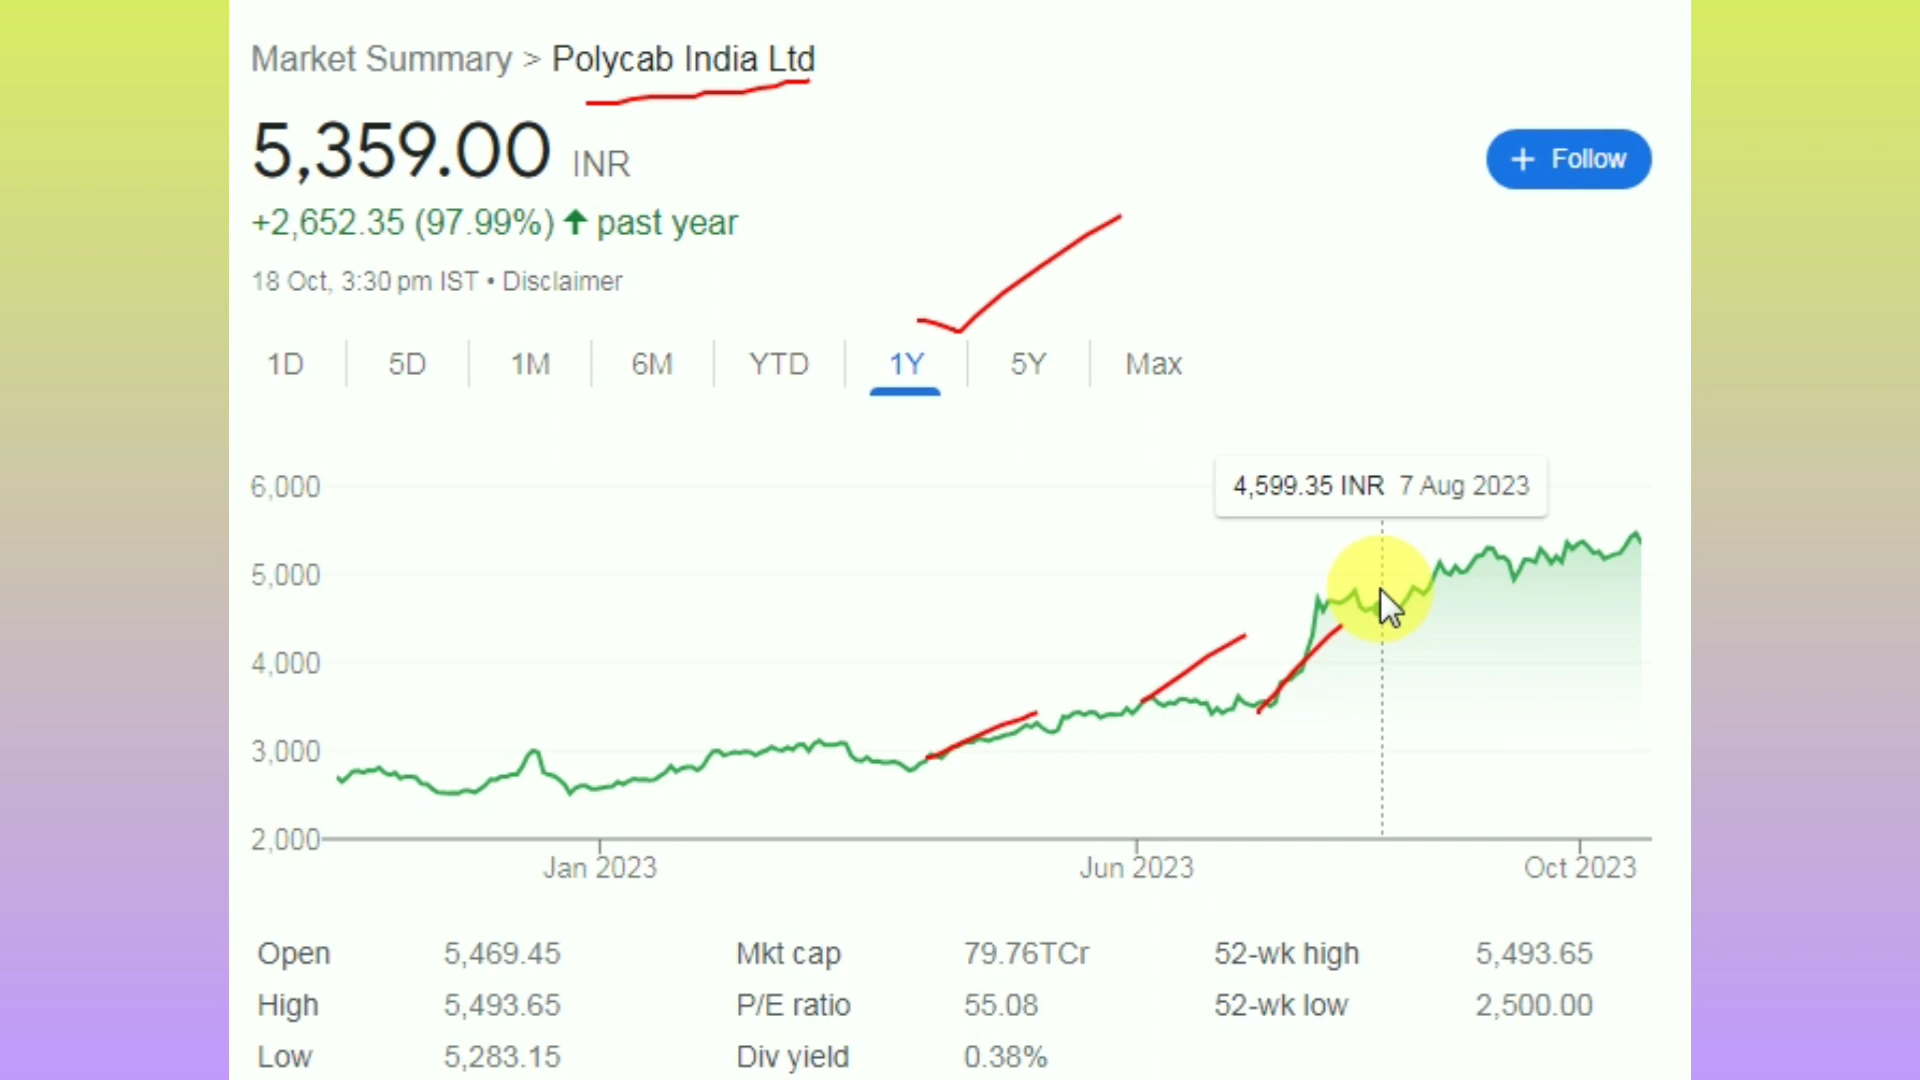 Market Summary > Polycab India Ltd
5,359.00 INR
+ Follow
+2,652.35 (97.99%) ↑ past year
18 Oct, 3:30 pm IST • Disclaimer
1D 5D 1M 6M YTD 1Y 5Y Max
4,599.35 INR 7 Aug 2023
6,000
5,000
4,000
3,000
2,000
Jan 2023 Jun 2023 Oct 2023
Open 5,469.45 Mkt cap 79.76TCr 52-wk high 5,493.65
High 5,493.65 P/E ratio 55.08 52-wk low 2,500.00
Low 5,283.15 Div yield 0.38%